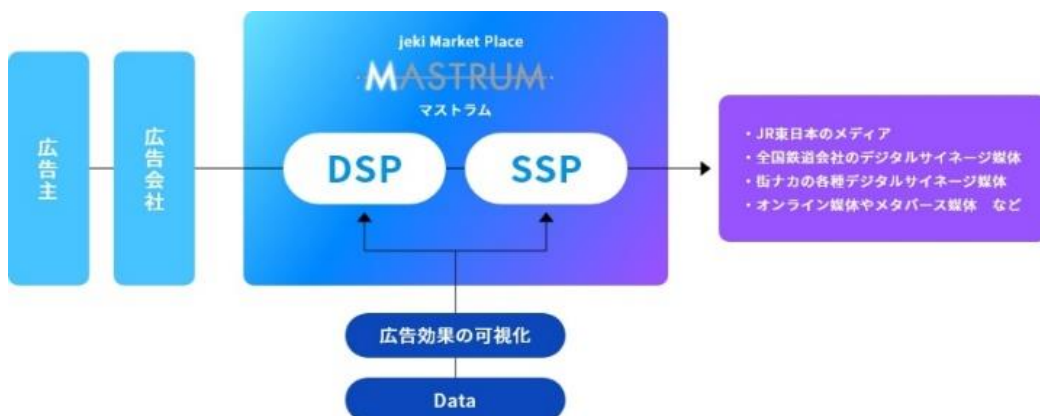 広告主
広告会社
jeki Market Place
MASTRUM
マストラム
DSP
SSP
・JR東日本のメディア
・全国鉄道会社のデジタルサイネージ媒体
・街ナカの各種デジタルサイネージ媒体
・オンライン媒体やメタバース媒体　など
広告効果の可視化
Data